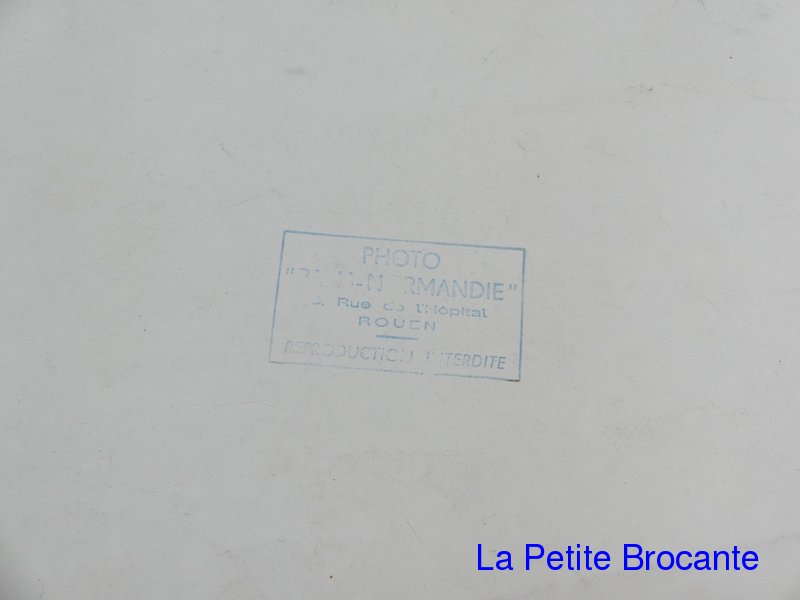 PHOTO
Rue de l'Hôpital
ROUEN
REPRODUCTION INTERDITE
La Petite Brocante